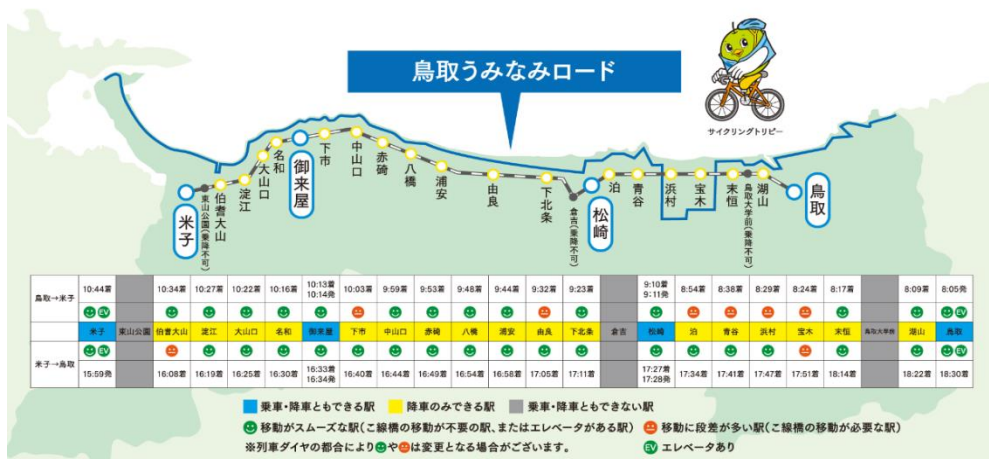 鳥取うみなみロード
サイクリングトリピー
米子
東山公園(乗降不可)
伯耆大山
淀江
大山口
名和
御来屋
下市
中山口
赤碕
八橋
浦安
由良
下北条
倉吉(乗降不可)
松崎
泊
青谷
浜村
宝木
末恒
鳥取大学前(乗降不可)
湖山
鳥取
鳥取→米子 10:44着 10:34着 10:27着 10:22着 10:16着 10:13着 10:14発 10:03着 9:59着 9:53着 9:48着 9:44着 9:32着 9:23着 9:10着 9:11発 8:54着 8:38着 8:29着 8:24着 8:17着 8:09着 8:05発
EV EV
米子 東山公園 伯耆大山 淀江 大山口 名和 御来屋 下市 中山口 赤碕 八橋 浦安 由良 下北条 倉吉 松崎 泊 青谷 浜村 宝木 末恒 鳥取大学前 湖山 鳥取
EV EV
米子→鳥取 15:59発 16:08着 16:19着 16:25着 16:30着 16:33着 16:34発 16:40着 16:44着 16:49着 16:54着 16:58着 17:05着 17:11着 17:27着 17:28発 17:34着 17:41着 17:47着 17:51着 18:14着 18:22着 18:30着
乗車・降車ともできる駅 降車のみできる駅 乗車・降車ともできない駅
移動がスムーズな駅(こ線橋の移動が不要の駅、またはエレベータがある駅) 移動に段差が多い駅(こ線橋の移動が必要な駅)
※列車ダイヤの都合により や は変更となる場合がございます。 EV エレベータあり